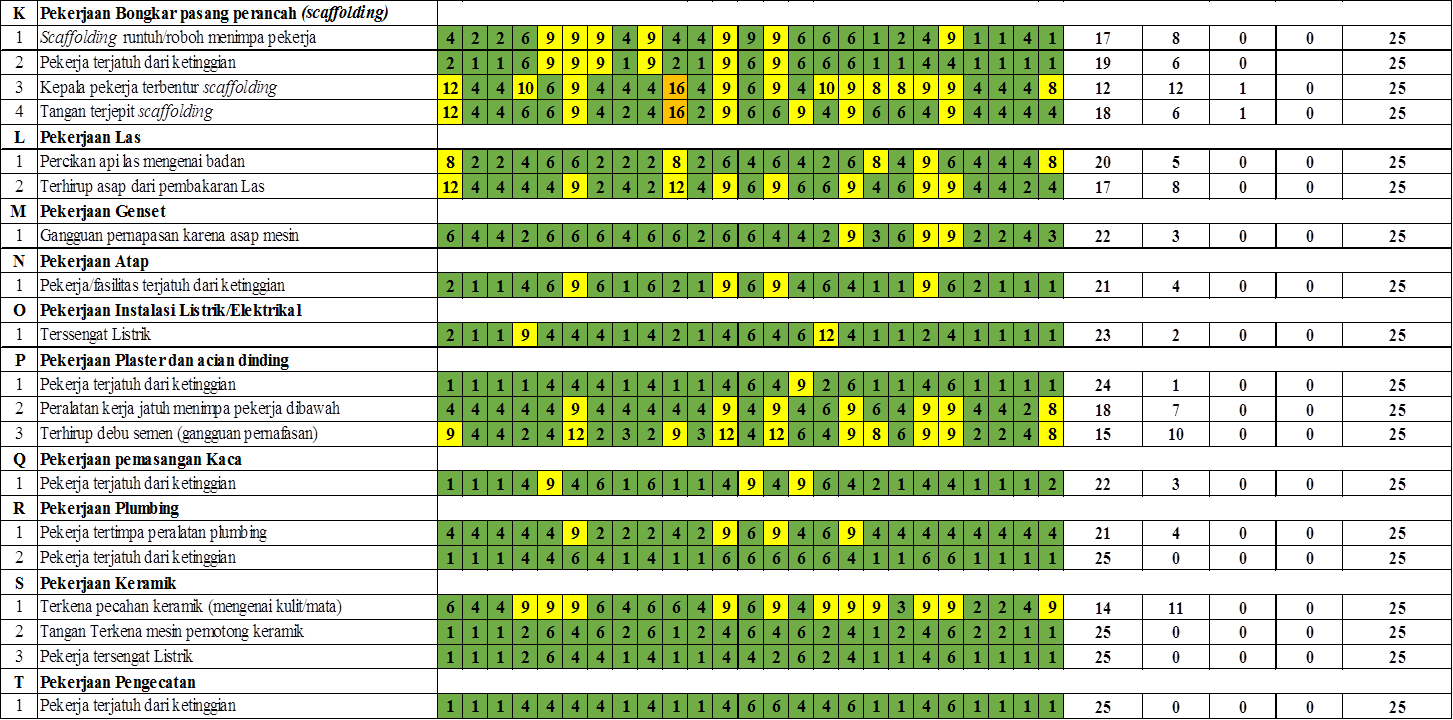 K Pekerjaan Bongkar pasang perancah (scaffolding)
1 Scaffolding runtuh/roboh menimpa pekerja 4 2 2 6 9 9 9 4 9 4 4 9 9 9 6 6 6 1 2 4 9 1 1 4 1 17 8 0 0 25
2 Pekerja terjatuh dari ketinggian 2 1 1 6 9 9 9 1 9 2 1 9 6 9 6 6 6 1 1 4 4 1 1 1 1 19 6 0 0 25
3 Kepala pekerja terbentur scaffolding 12 4 4 10 6 9 4 4 4 16 4 9 6 9 4 10 9 8 8 9 9 4 4 4 8 12 12 1 0 25
4 Tangan terjepit scaffolding 12 4 4 6 6 9 4 2 4 16 2 9 6 6 9 4 9 6 6 4 9 4 4 4 4 18 6 1 0 25
L Pekerjaan Las
1 Percikan api las mengenai badan 8 2 2 4 6 6 2 2 2 8 2 6 4 6 4 2 6 8 4 9 6 4 4 4 8 20 5 0 0 25
2 Terhirup asap dari pembakaran Las 12 4 4 4 4 9 2 4 2 12 4 9 6 9 6 6 9 4 6 9 9 4 4 2 4 17 8 0 0 25
M Pekerjaan Genset
1 Gangguan pernapasan karena asap mesin 6 4 4 2 6 6 6 4 6 6 2 6 6 4 4 2 9 3 6 9 9 2 2 4 3 22 3 0 0 25
N Pekerjaan Atap
1 Pekerja/fasilitas terjatuh dari ketinggian 2 1 1 4 6 9 6 1 6 2 1 9 6 9 4 6 4 1 1 9 6 2 1 1 1 21 4 0 0 25
O Pekerjaan Instalasi Listrik/Elektrikal
1 Terssengat Listrik 2 1 1 9 4 4 4 1 4 2 1 4 6 4 6 12 4 1 1 2 4 1 1 1 1 23 2 0 0 25
P Pekerjaan Plaster dan acian dinding
1 Pekerja terjatuh dari ketinggian 1 1 1 1 4 4 4 1 4 1 1 4 6 4 9 2 6 1 1 4 6 1 1 1 1 24 1 0 0 25
2 Peralatan kerja jatuh menimpa pekerja dibawah 4 4 4 4 4 9 4 4 4 4 4 9 4 9 4 6 9 6 4 9 9 4 4 2 8 18 7 0 0 25
3 Terhirup debu semen (gangguan pernafasan) 9 4 4 2 4 12 2 3 2 9 3 12 4 12 6 4 9 8 6 9 9 2 2 4 8 15 10 0 0 25
Q Pekerjaan pemasangan Kaca
1 Pekerja terjatuh dari ketinggian 1 1 1 4 9 4 6 1 6 1 1 4 9 4 9 6 4 2 1 4 4 1 1 1 2 22 3 0 0 25
R Pekerjaan Plumbing
1 Pekerja tertimpa peralatan plumbing 4 4 4 4 4 9 2 2 2 4 2 9 6 9 4 6 9 4 4 4 4 4 4 4 4 21 4 0 0 25
2 Pekerja terjatuh dari ketinggian 1 1 1 4 4 6 4 1 4 1 1 6 6 6 6 6 4 1 1 6 6 1 1 1 1 25 0 0 0 25
S Pekerjaan Keramik
1 Terkena pecahan keramik (mengenai kulit/mata) 6 4 4 9 9 9 6 4 6 6 4 9 6 9 4 9 9 9 3 9 9 2 2 4 9 14 11 0 0 25
2 Tangan Terkena mesin pemotong keramik 1 1 1 2 6 4 6 2 6 1 2 4 6 4 6 2 4 1 2 4 6 2 2 1 1 25 0 0 0 25
3 Pekerja tersengat Listrik 1 1 1 2 6 4 4 1 4 1 1 4 4 2 6 2 4 1 1 4 6 1 1 1 1 25 0 0 0 25
T Pekerjaan Pengecatan
1 Pekerja terjatuh dari ketinggian 1 1 1 4 4 4 4 1 4 1 1 4 6 6 4 4 6 1 1 4 6 1 1 1 1 25 0 0 0 25